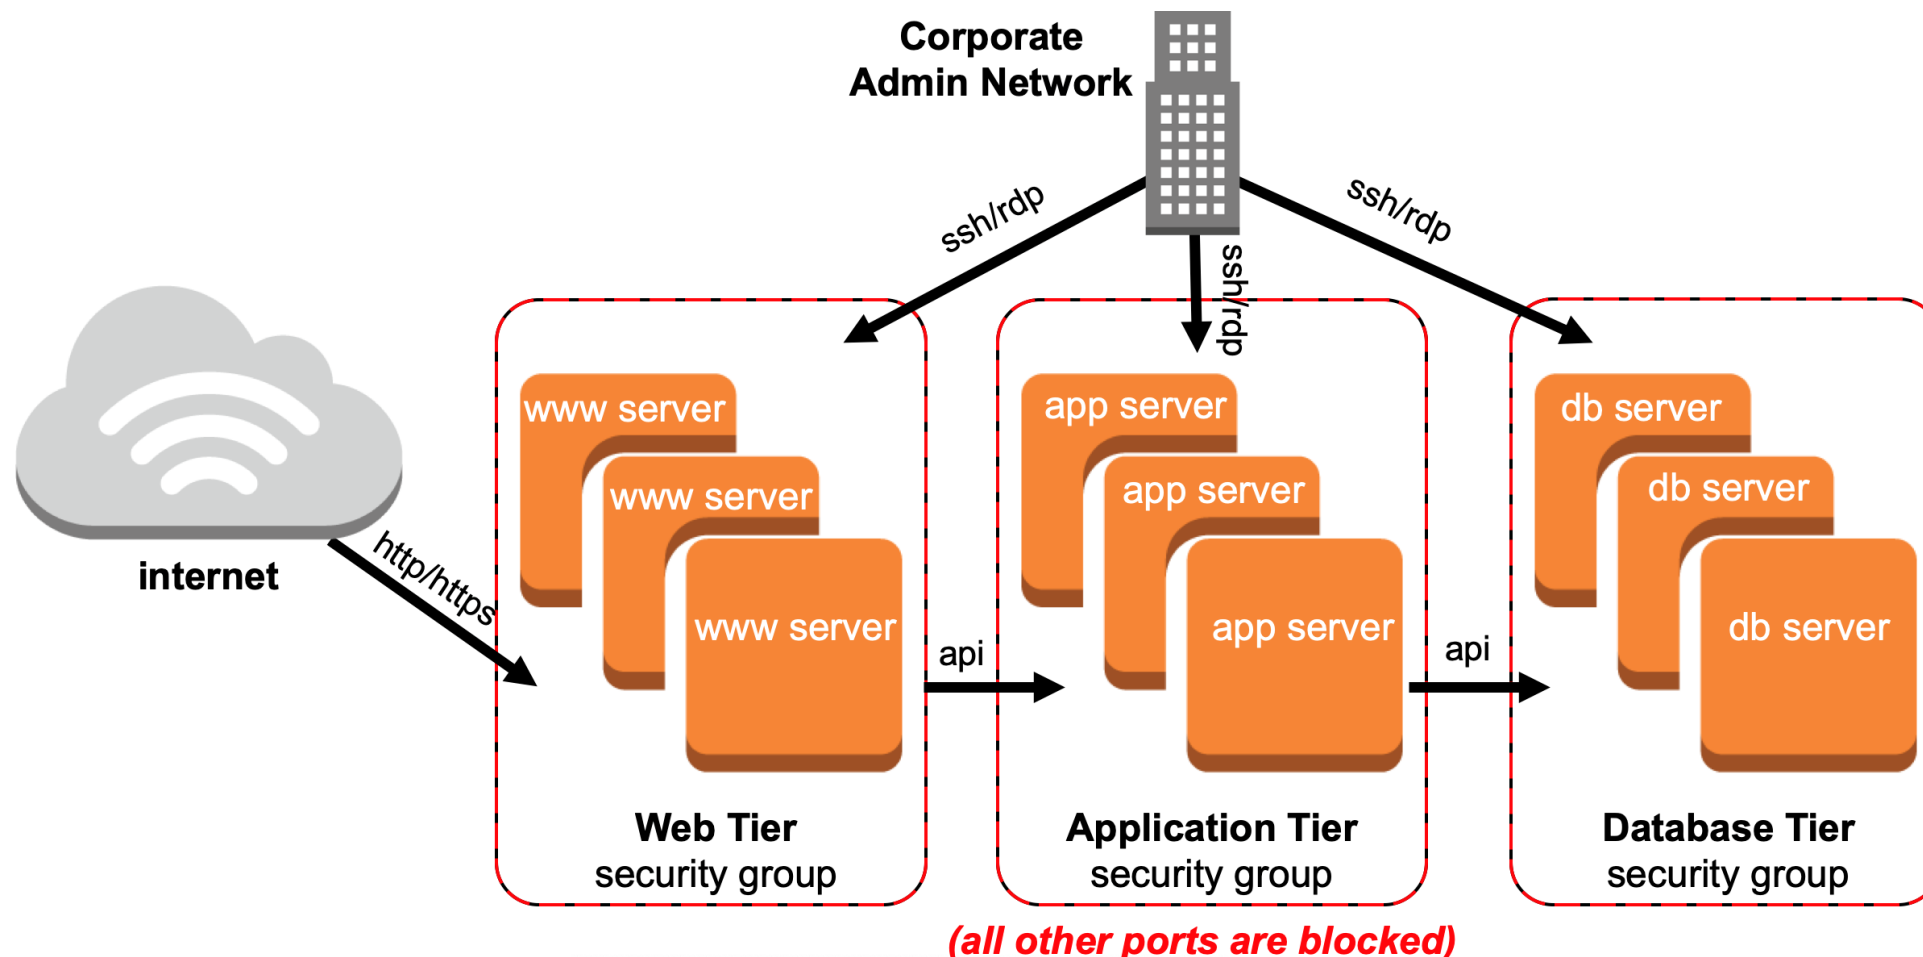 Corporate
Admin Network
ssh/rdp
ssh/rdp
ssh/rdp
internet
http/https
www server
www server
www server
api
app server
app server
app server
api
db server
db server
db server
Web Tier
security group
Application Tier
security group
Database Tier
security group
(all other ports are blocked)